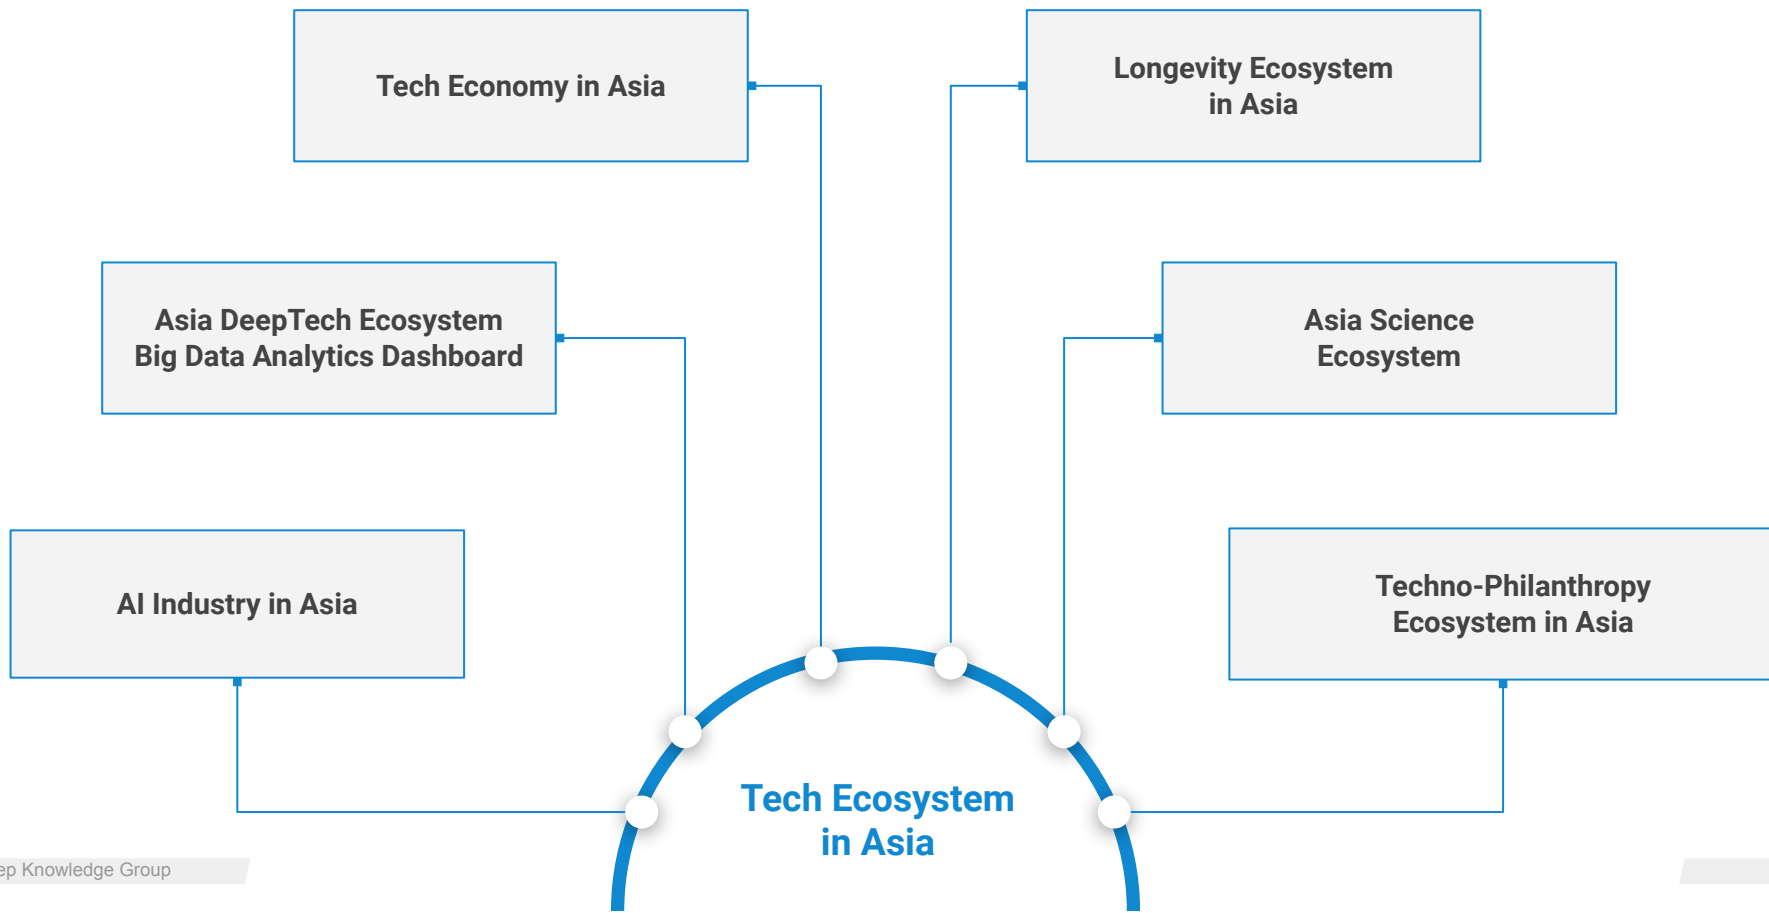 Tech Economy in Asia
Longevity Ecosystem
in Asia
Asia DeepTech Ecosystem
Big Data Analytics Dashboard
Asia Science
Ecosystem
AI Industry in Asia
Techno-Philanthropy
Ecosystem in Asia
Tech Ecosystem
in Asia
ep Knowledge Group